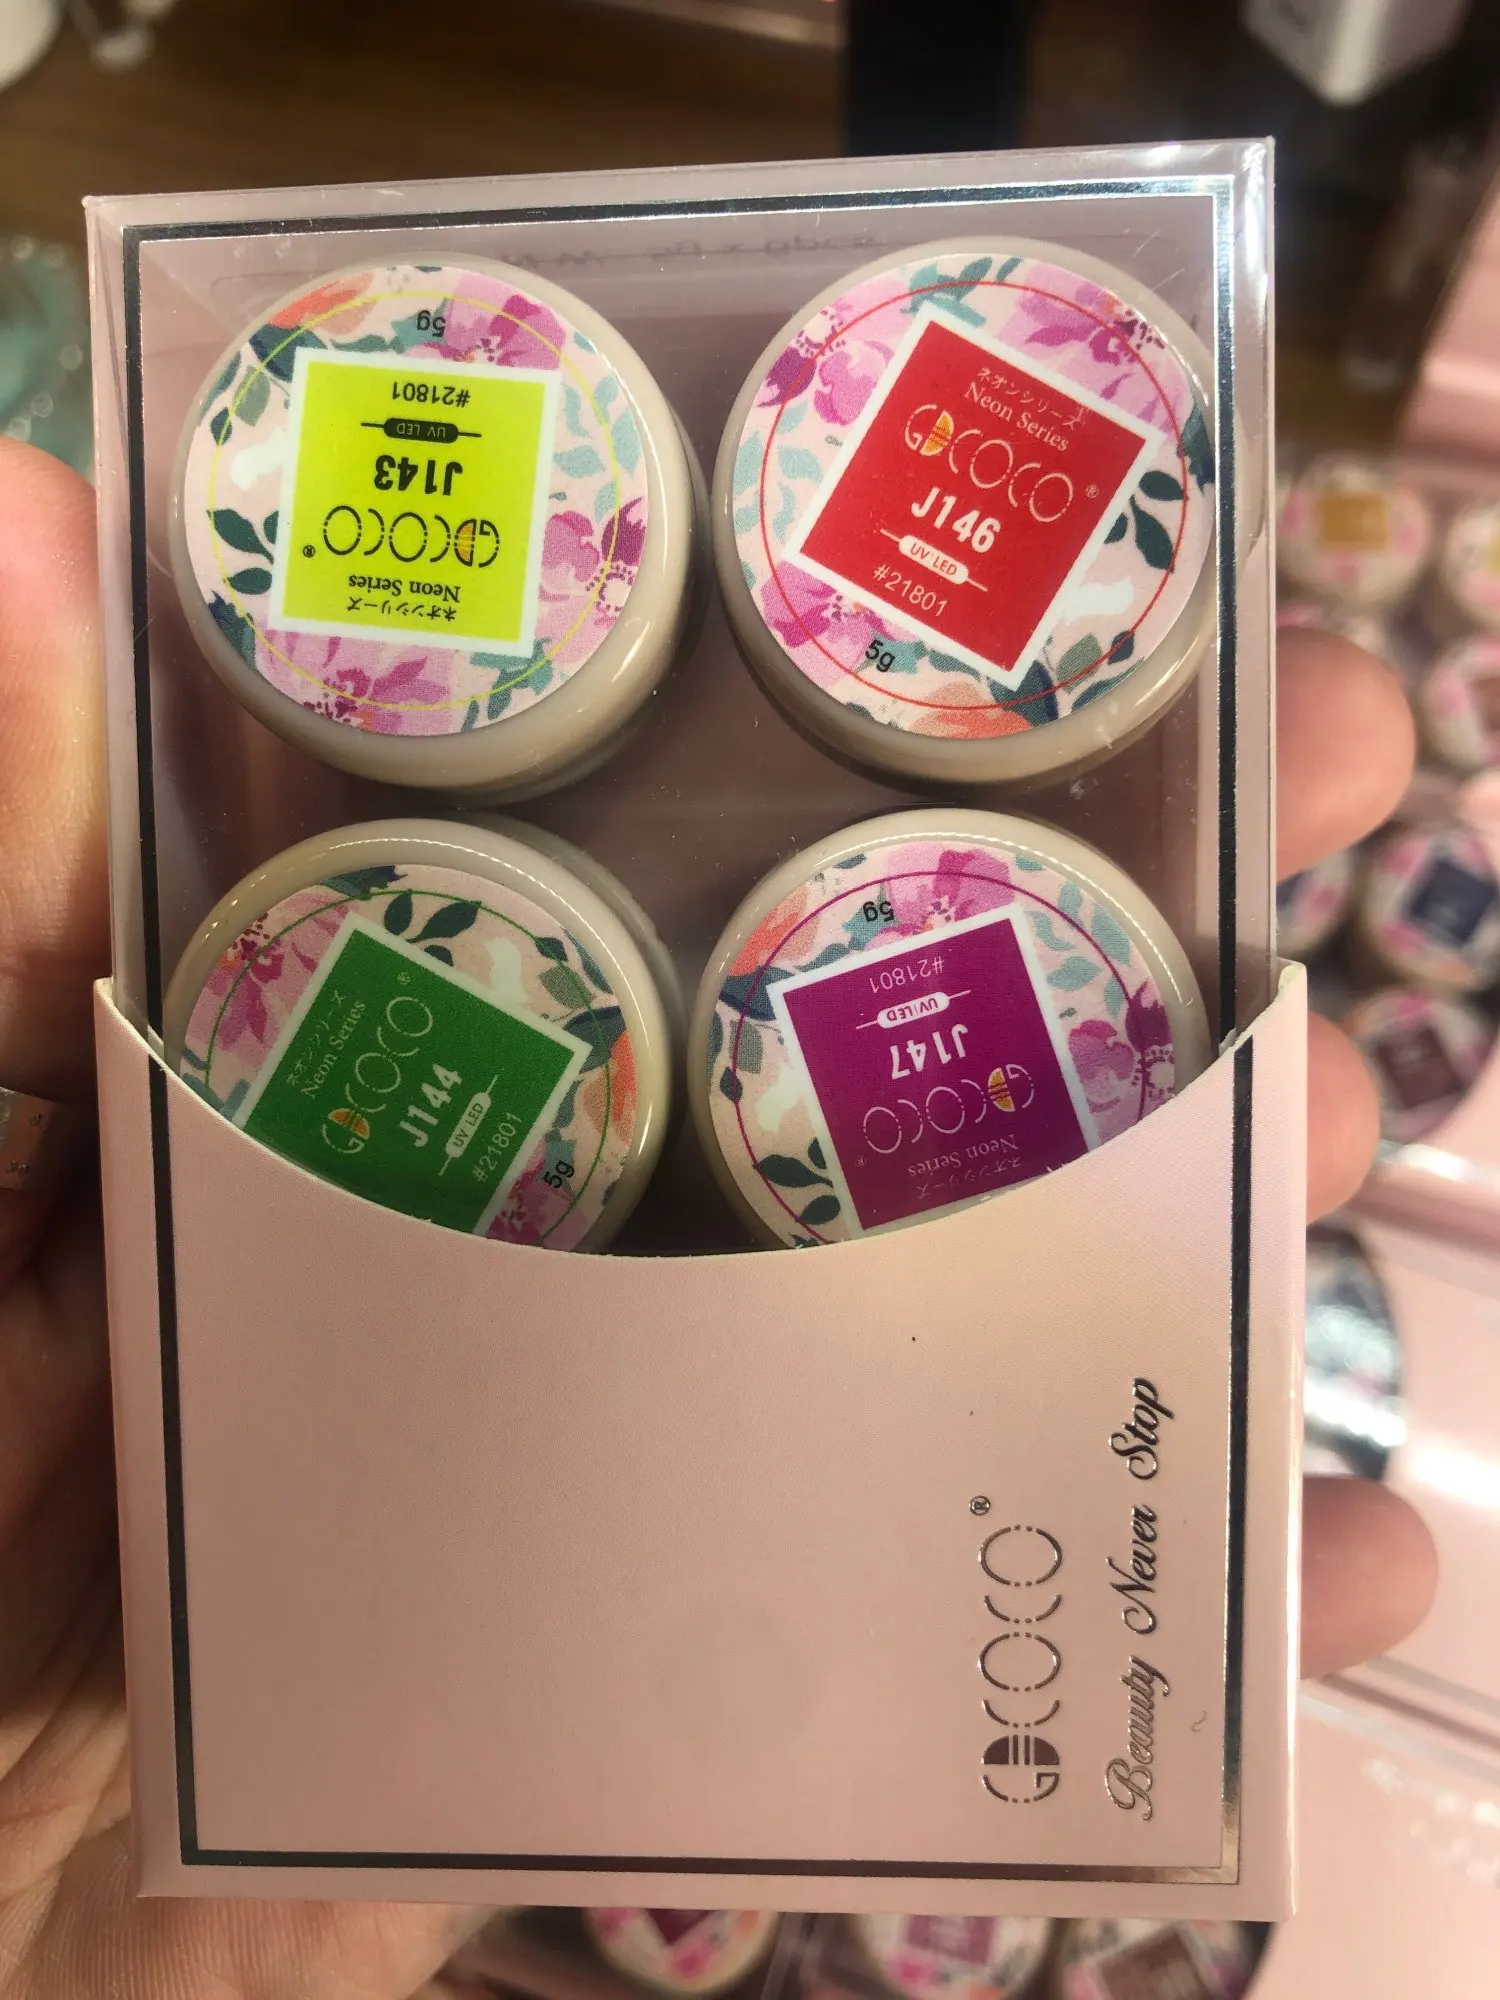 5g
#21801
UV LED
J143
GDCOCO®
Neon Series
ネオンシリーズ
ネオンシリーズ
Neon Series
GDCOCO®
J146
UV LED
#21801
5g
ネオンシリーズ
Neon Series
GDCOCO®
J144
UV LED
#21801
5g
5g
#21801
UV LED
J147
GDCOCO®
Neon Series
ネオンシリーズ
GDCOCO®
Beauty Never Stop